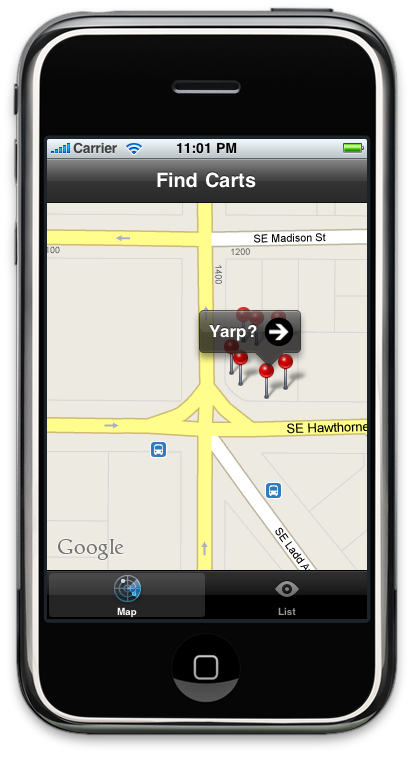 Carrier 11:01 PM
Find Carts
SE Madison St
100
1200
1400
Yarp?
SE Hawthorne
SE Ladd A
Google
Map
List